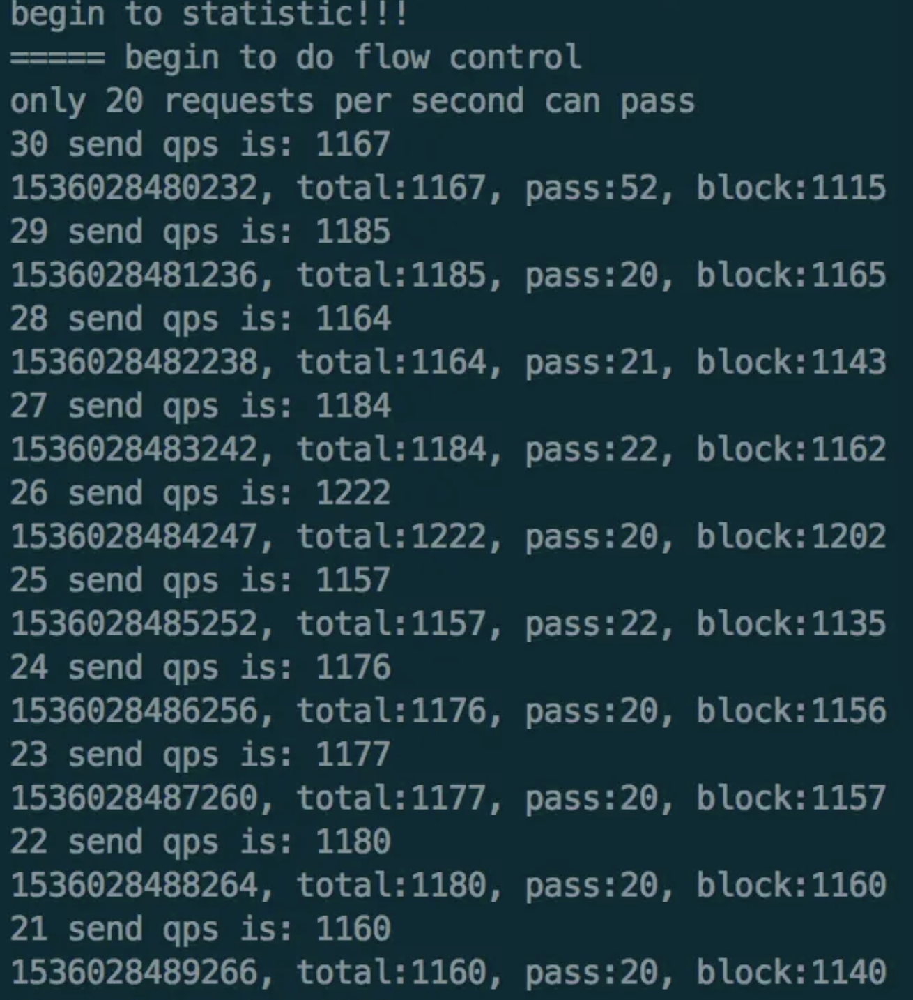 begin to statistic!!!
===== begin to do flow control
only 20 requests per second can pass
30 send qps is: 1167
1536028480232, total:1167, pass:52, block:1115
29 send qps is: 1185
1536028481236, total:1185, pass:20, block:1165
28 send qps is: 1164
1536028482238, total:1164, pass:21, block:1143
27 send qps is: 1184
1536028483242, total:1184, pass:22, block:1162
26 send qps is: 1222
1536028484247, total:1222, pass:20, block:1202
25 send qps is: 1157
1536028485252, total:1157, pass:22, block:1135
24 send qps is: 1176
1536028486256, total:1176, pass:20, block:1156
23 send qps is: 1177
1536028487260, total:1177, pass:20, block:1157
22 send qps is: 1180
1536028488264, total:1180, pass:20, block:1160
21 send qps is: 1160
1536028489266, total:1160, pass:20, block:1140